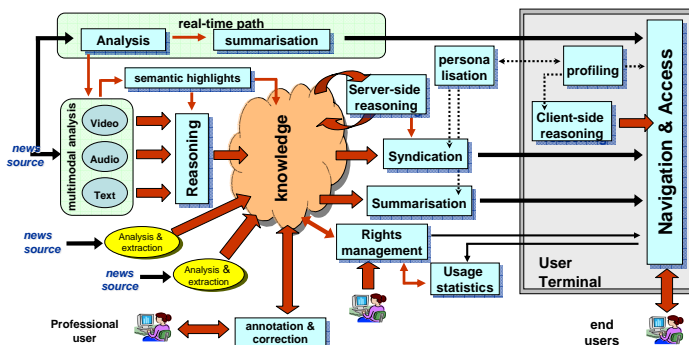 real-time path
Analysis
summarisation
semantic highlights
multimodal analysis
Video
Audio
Text
Reasoning
news
source
knowledge
Server-side
reasoning
persona
lisation
profiling
Client-side
reasoning
Syndication
Summarisation
Navigation & Access
news
source
Analysis &
extraction
news
source
Analysis &
extraction
Rights
management
Usage
statistics
User
Terminal
Professional
user
annotation &
correction
end
users